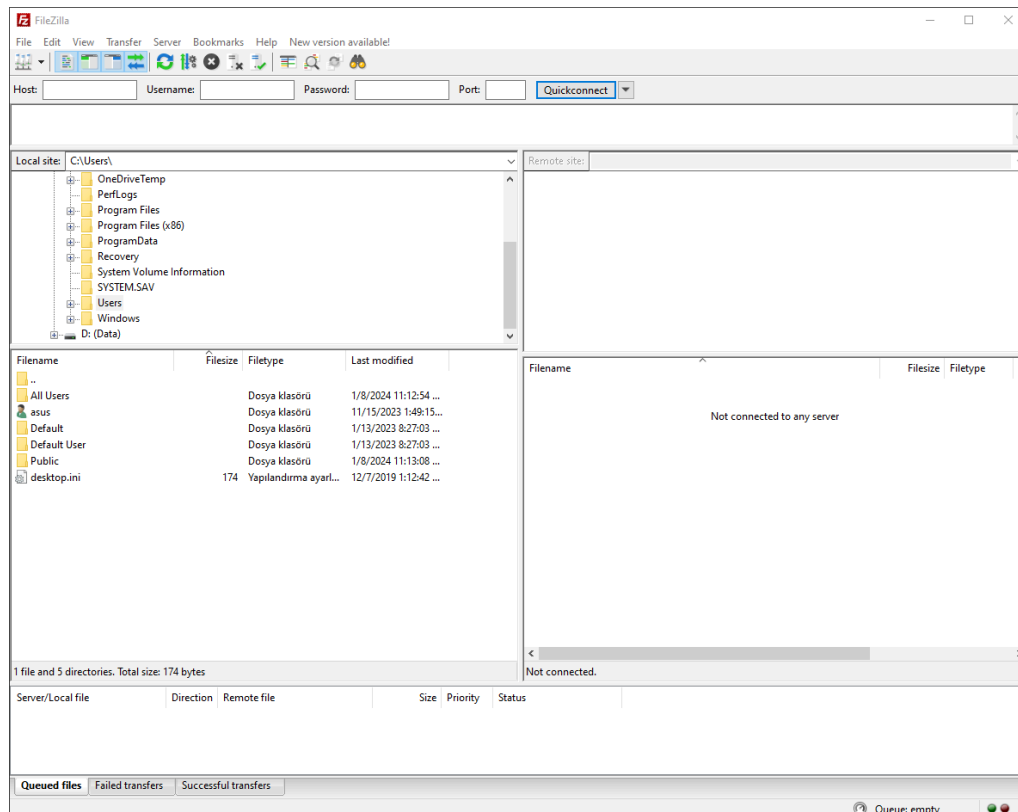 FileZilla
File Edit View Transfer Server Bookmarks Help New version available!
Host: Username: Password: Port: Quickconnect
Local site: C:\Users\
OneDriveTemp
PerfLogs
Program Files
Program Files (x86)
ProgramData
Recovery
System Volume Information
SYSTEM.SAV
Users
Windows
D: (Data)
Remote site:
Filename Filesize Filetype Last modified
..
All Users Dosya klasörü 1/8/2024 11:12:54 ...
asus Dosya klasörü 11/15/2023 1:49:15...
Default Dosya klasörü 1/13/2023 8:27:03 ...
Default User Dosya klasörü 1/13/2023 8:27:03 ...
Public Dosya klasörü 1/8/2024 11:13:08 ...
desktop.ini 174 Yapılandırma ayarl... 12/7/2019 1:12:42 ...
1 file and 5 directories. Total size: 174 bytes
Filename Filesize Filetype
Not connected to any server
Not connected.
Server/Local file Direction Remote file Size Priority Status
Queued files Failed transfers Successful transfers
Queue: empty